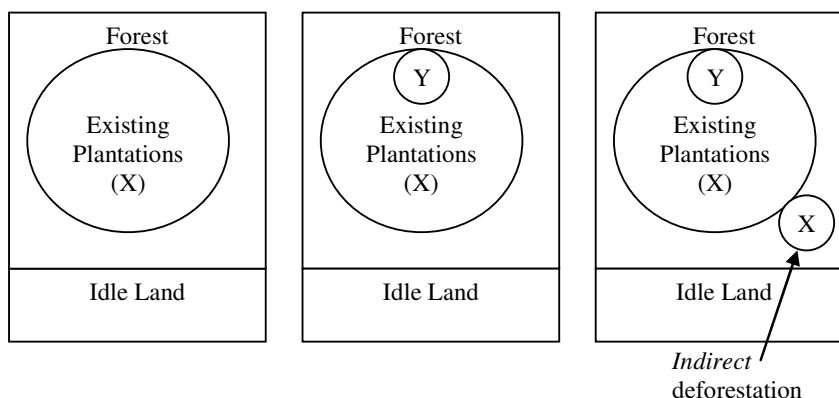 Forest
Existing
Plantations
(X)
Idle Land
Forest
Y
Existing
Plantations
(X)
Idle Land
Forest
Y
Existing
Plantations
(X)
X
Idle Land
Indirect
deforestation